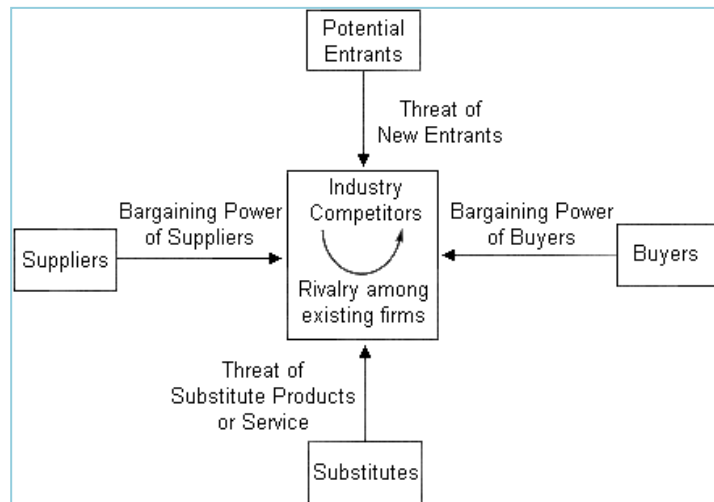 Potential
Entrants
Threat of
New Entrants
Industry
Competitors
Bargaining Power
of Suppliers
Bargaining Power
of Buyers
Suppliers
Buyers
Rivalry among
existing firms
Threat of
Substitute Products
or Service
Substitutes